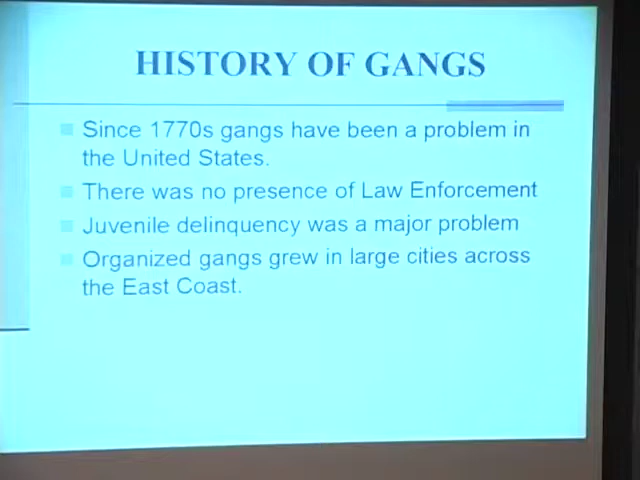 HISTORY OF GANGS
Since 1770s gangs have been a problem in
the United States.
There was no presence of Law Enforcement
Juvenile delinquency was a major problem
Organized gangs grew in large cities across
the East Coast.